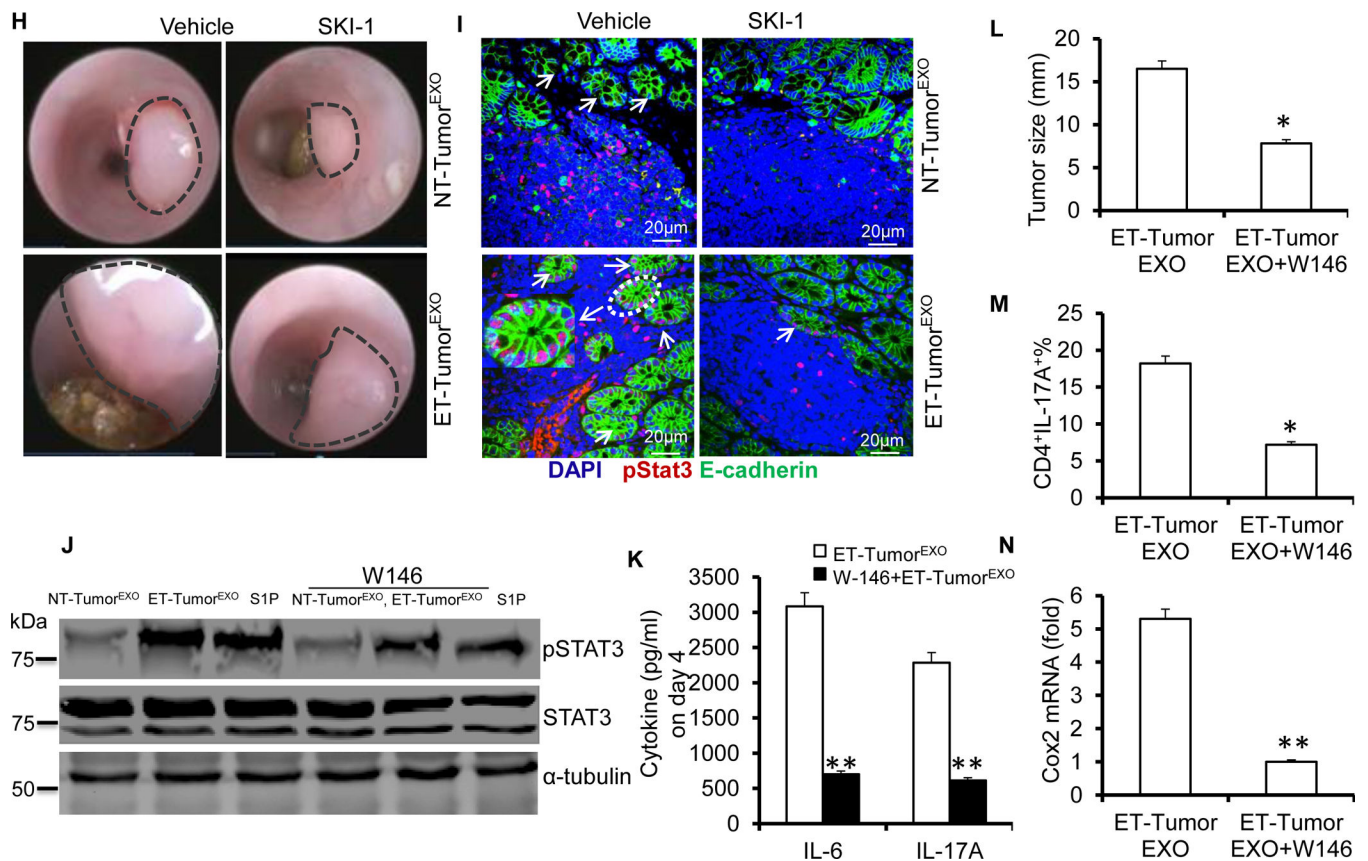 H
Vehicle
SKI-1
NT-Tumor^EXO
ET-Tumor^EXO
I
Vehicle
SKI-1
20µm
20µm
NT-Tumor^EXO
20µm
20µm
ET-Tumor^EXO
DAPI pStat3 E-cadherin
J
W146
NT-Tumor^EXO ET-Tumor^EXO S1P NT-Tumor^EXO, ET-Tumor^EXO S1P
kDa
75
pSTAT3
75
STAT3
50
α-tubulin
K
ET-Tumor^EXO
W-146+ET-Tumor^EXO
Cytokine (pg/ml)
on day 4
3500
3000
2500
2000
1500
1000
500
0
**
**
IL-6
IL-17A
L
Tumor size (mm)
20
15
10
5
0
*
ET-Tumor
EXO
ET-Tumor
EXO+W146
M
CD4⁺IL-17A⁺%
25
20
15
10
5
0
*
ET-Tumor
EXO
ET-Tumor
EXO+W146
N
Cox2 mRNA (fold)
6
5
4
3
2
1
0
**
ET-Tumor
EXO
ET-Tumor
EXO+W146